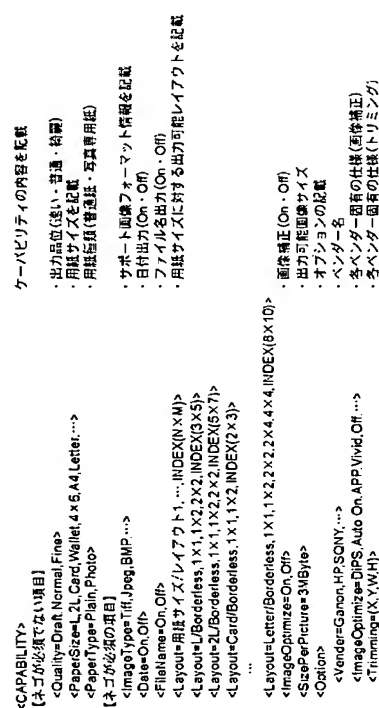 <CAPABILITY> ケーパビリティの内容を記載
【ネゴが必須でない項目】
<Quality=Draft,Normal,Fine> ・出力品位(速い・普通・綺麗)
<PaperSize=L,2L,Card,Wallet,4×6,A4,Letter,…> ・用紙サイズを記載
<PaperType=Plain,Photo> ・用紙種類(普通紙・写真専用紙)
【ネゴが必須の項目】
<ImageType=Tiff,Jpeg,BMP,…> ・サポート画像フォーマット情報を記載
<Date=On,Off> ・日付出力(On・Off)
<FileName=On,Off> ・ファイル名出力(On・Off)
<Layout=用紙サイズ/レイアウト1,…,INDEX(N×M)> ・用紙サイズに対する出力可能レイアウトを記載
<Layout=L/Borderless,1×1,1×2,2×2,INDEX(3×5)>
<Layout=2L/Borderless,1×1,1×2,2×2,INDEX(5×7)>
<Layout=Card/Borderless,1×1,1×2,INDEX(2×3)>
…
<Layout=Letter/Borderless,1×1,1×2,2×2,2×4,4×4,INDEX(8×10)>
<ImageOptimize=On,Off> ・画像補正(On・Off)
<SizePerPicture=3MByte> ・出力可能画像サイズ
<Option> ・オプションの記載
<Vender=Ganon,HP,SQNY,…> ・ベンダー名
<ImageOptimize=DIPS,Auto On,APP,Vivid,Off,…> ・各ベンダー固有の仕様(画像補正)
<Trimming=(X,Y,W,H)> ・各ベンダー固有の仕様(トリミング)